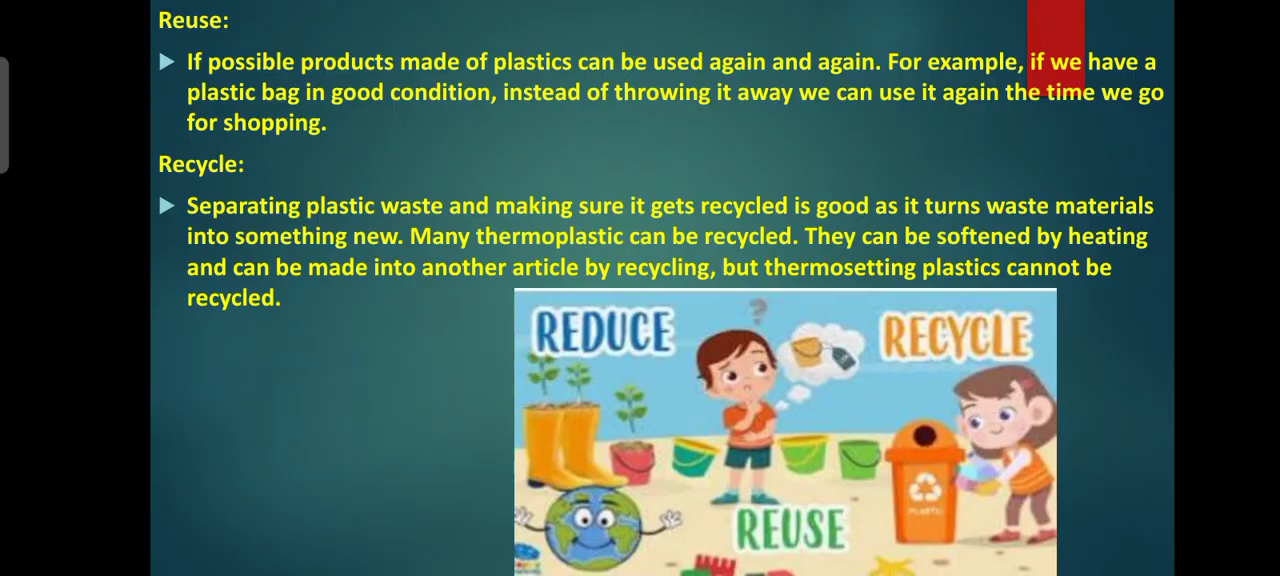 Reuse:
If possible products made of plastics can be used again and again. For example, if we have a
plastic bag in good condition, instead of throwing it away we can use it again the time we go
for shopping.
Recycle:
Separating plastic waste and making sure it gets recycled is good as it turns waste materials
into something new. Many thermoplastic can be recycled. They can be softened by heating
and can be made into another article by recycling, but thermosetting plastics cannot be
recycled.
REDUCE
?
RECYCLE
PLASTIC
REUSE